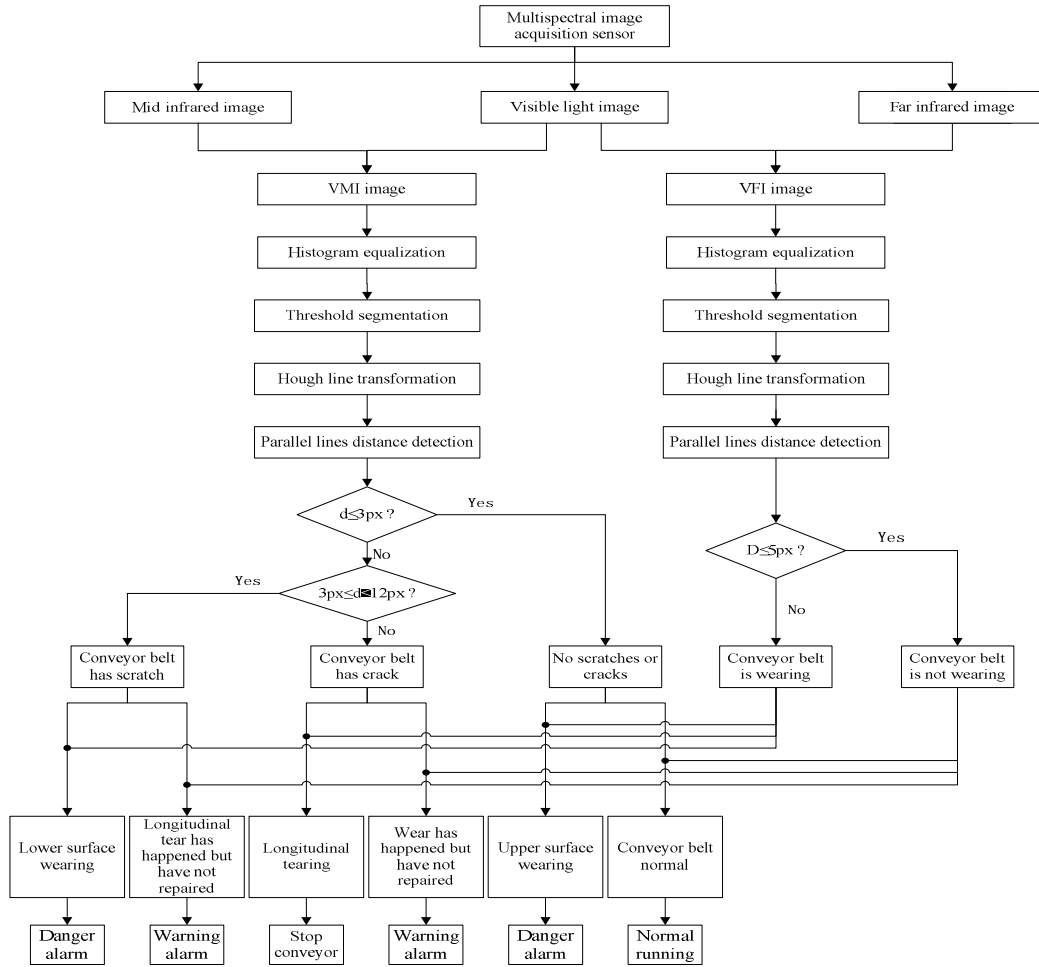 Multispectral image
acquisition sensor
Mid infrared image
Visible light image
Far infrared image
VMI image
VFI image
Histogram equalization
Histogram equalization
Threshold segmentation
Threshold segmentation
Hough line transformation
Hough line transformation
Parallel lines distance detection
Parallel lines distance detection
d≤3px ?
Yes
No
D≤5px ?
Yes
No
3px≤d≤12px ?
Yes
No
Conveyor belt
has scratch
Conveyor belt
has crack
No scratches or
cracks
Conveyor belt
is wearing
Conveyor belt
is not wearing
Lower surface
wearing
Longitudinal
tear has
happened but
have not
repaired
Longitudinal
tearing
Wear has
happened but
have not
repaired
Upper surface
wearing
Conveyor belt
normal
Danger
alarm
Warning
alarm
Stop
conveyor
Warning
alarm
Danger
alarm
Normal
running